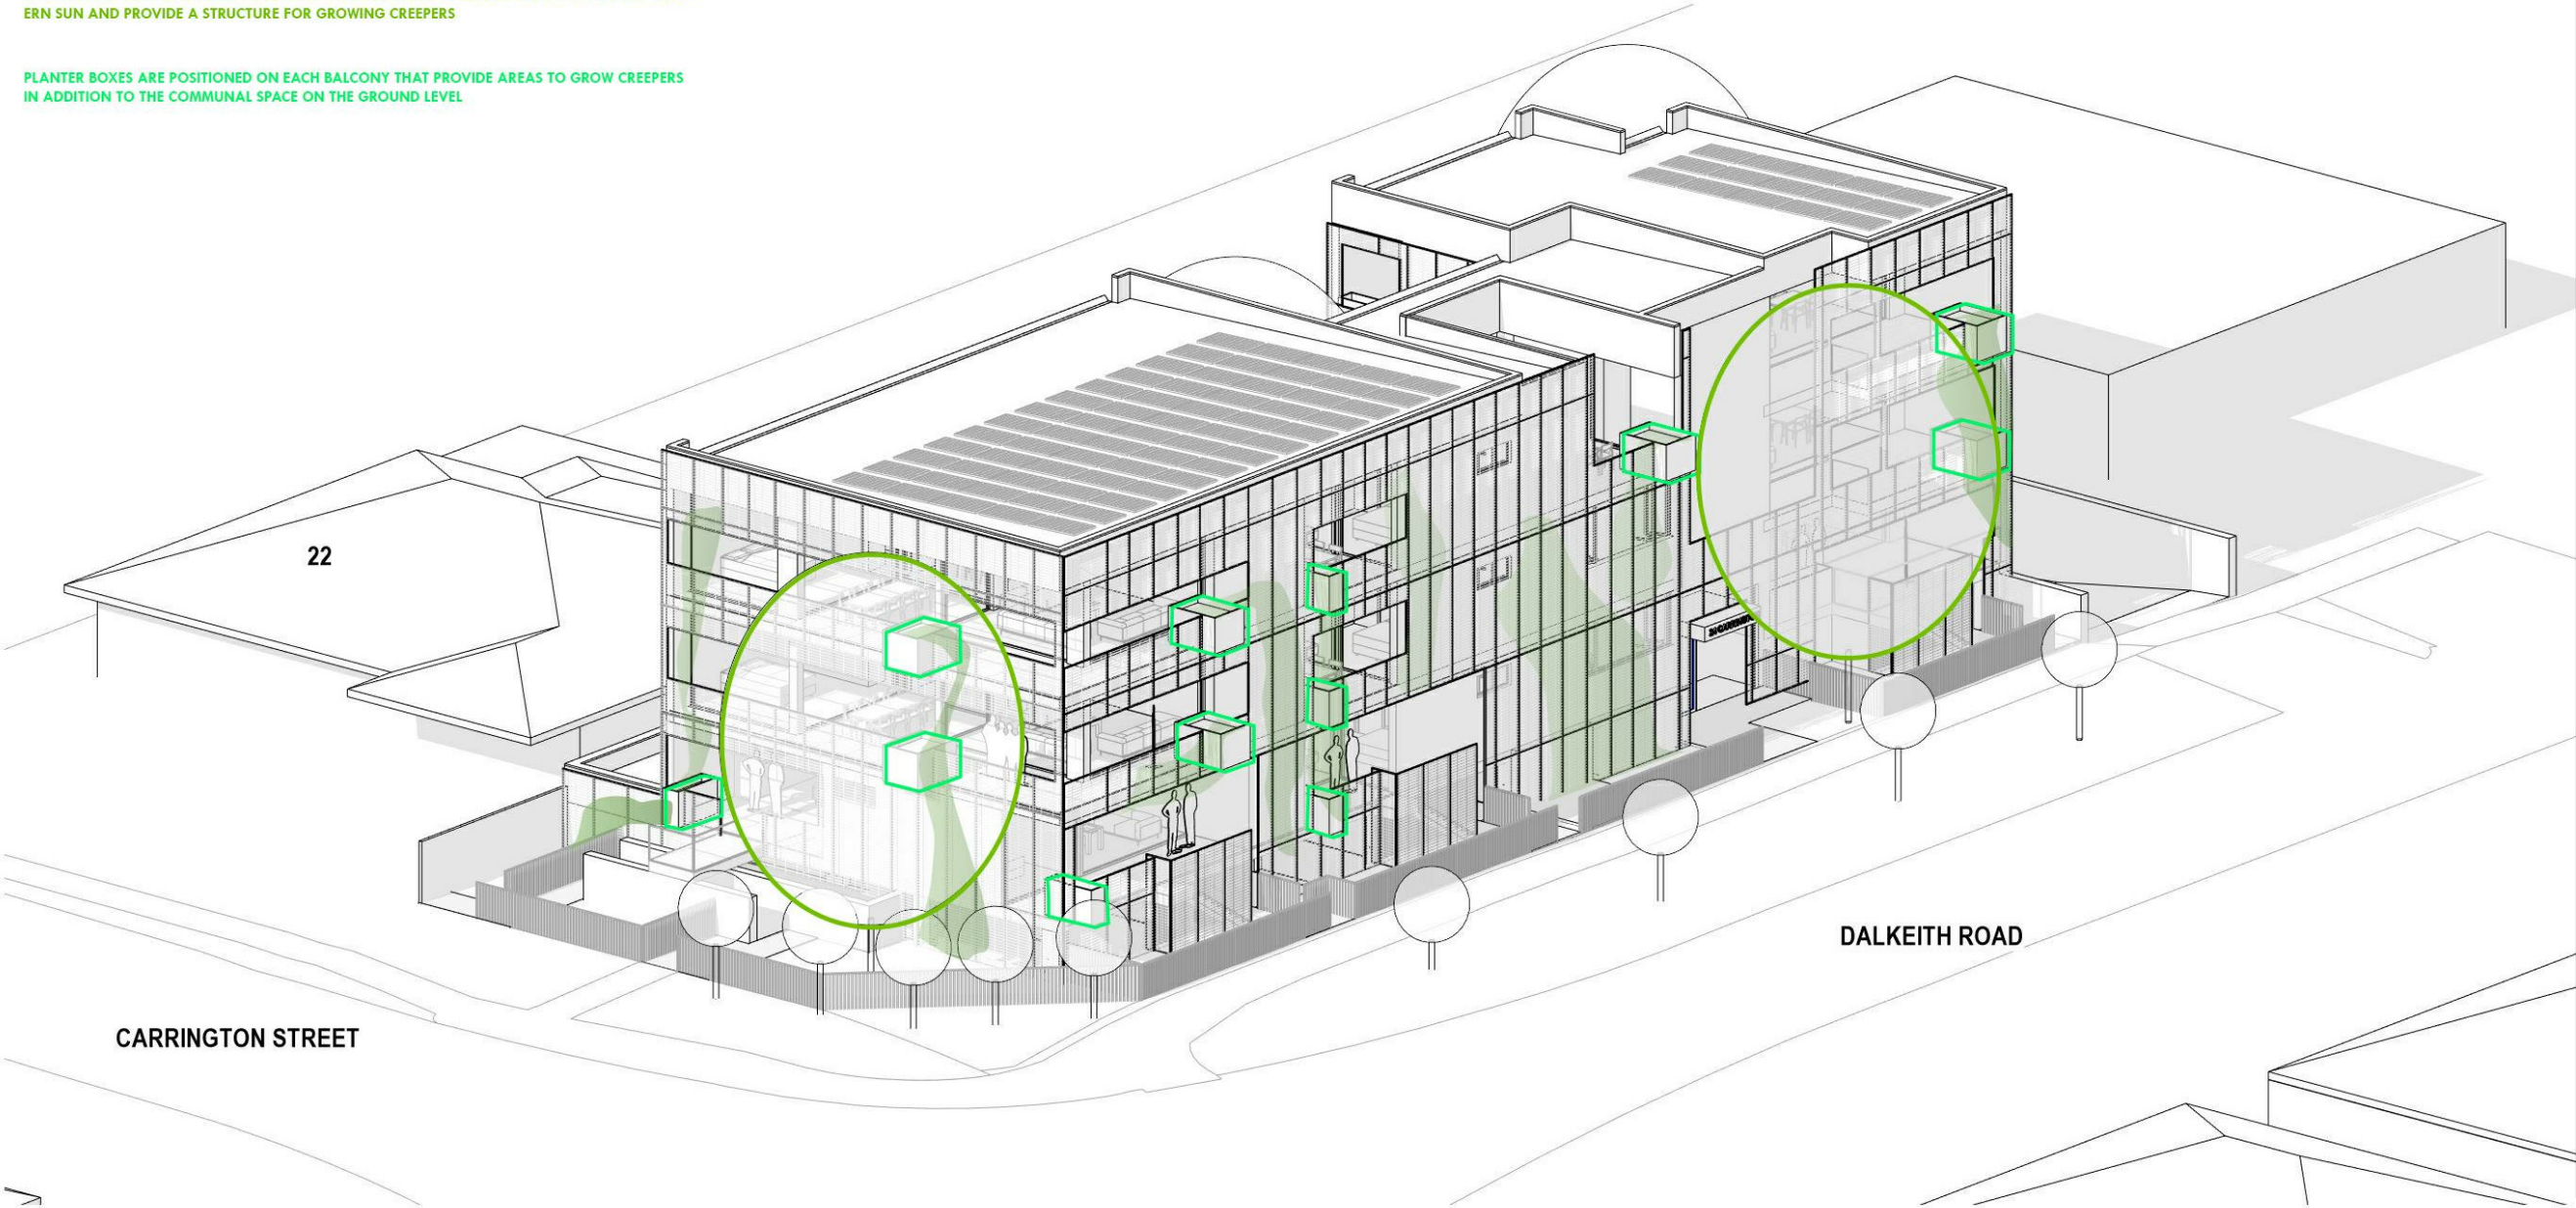 ERN SUN AND PROVIDE A STRUCTURE FOR GROWING CREEPERS
PLANTER BOXES ARE POSITIONED ON EACH BALCONY THAT PROVIDE AREAS TO GROW CREEPERS
IN ADDITION TO THE COMMUNAL SPACE ON THE GROUND LEVEL
22
DALKEITH ROAD
CARRINGTON STREET